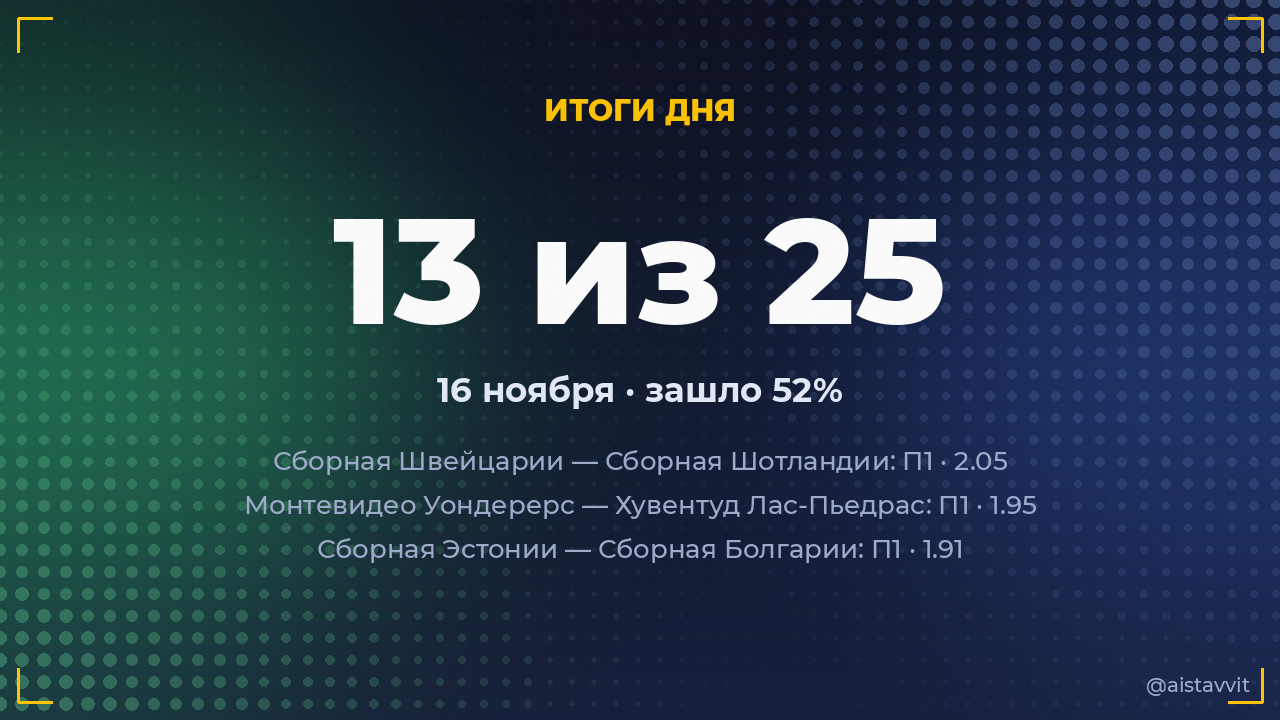 ИТОГИ ДНЯ
13 из 25
16 ноября · зашло 52%
Сборная Швейцарии — Сборная Шотландии: П1 · 2.05
Монтевидео Уондерерс — Хувентуд Лас-Пьедрас: П1 · 1.95
Сборная Эстонии — Сборная Болгарии: П1 · 1.91
@aistavvit